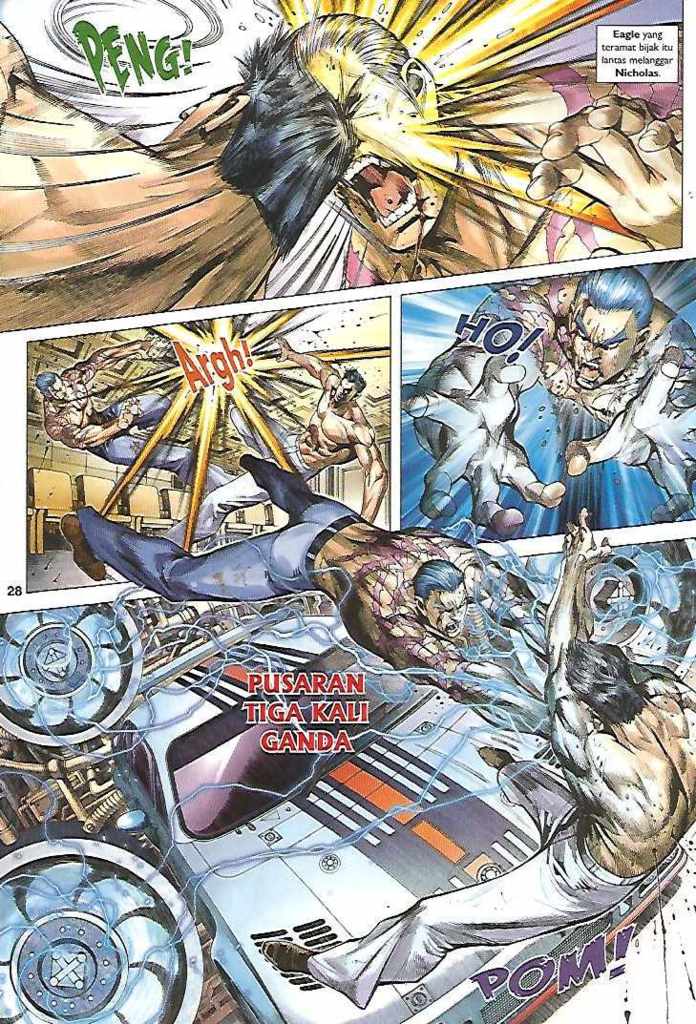 PENG!
Eagle yang
teramat bijak itu
lantas melanggar
Nicholas.
Argh!
HO!
28
PUSARAN
TIGA KALI
GANDA
POM!